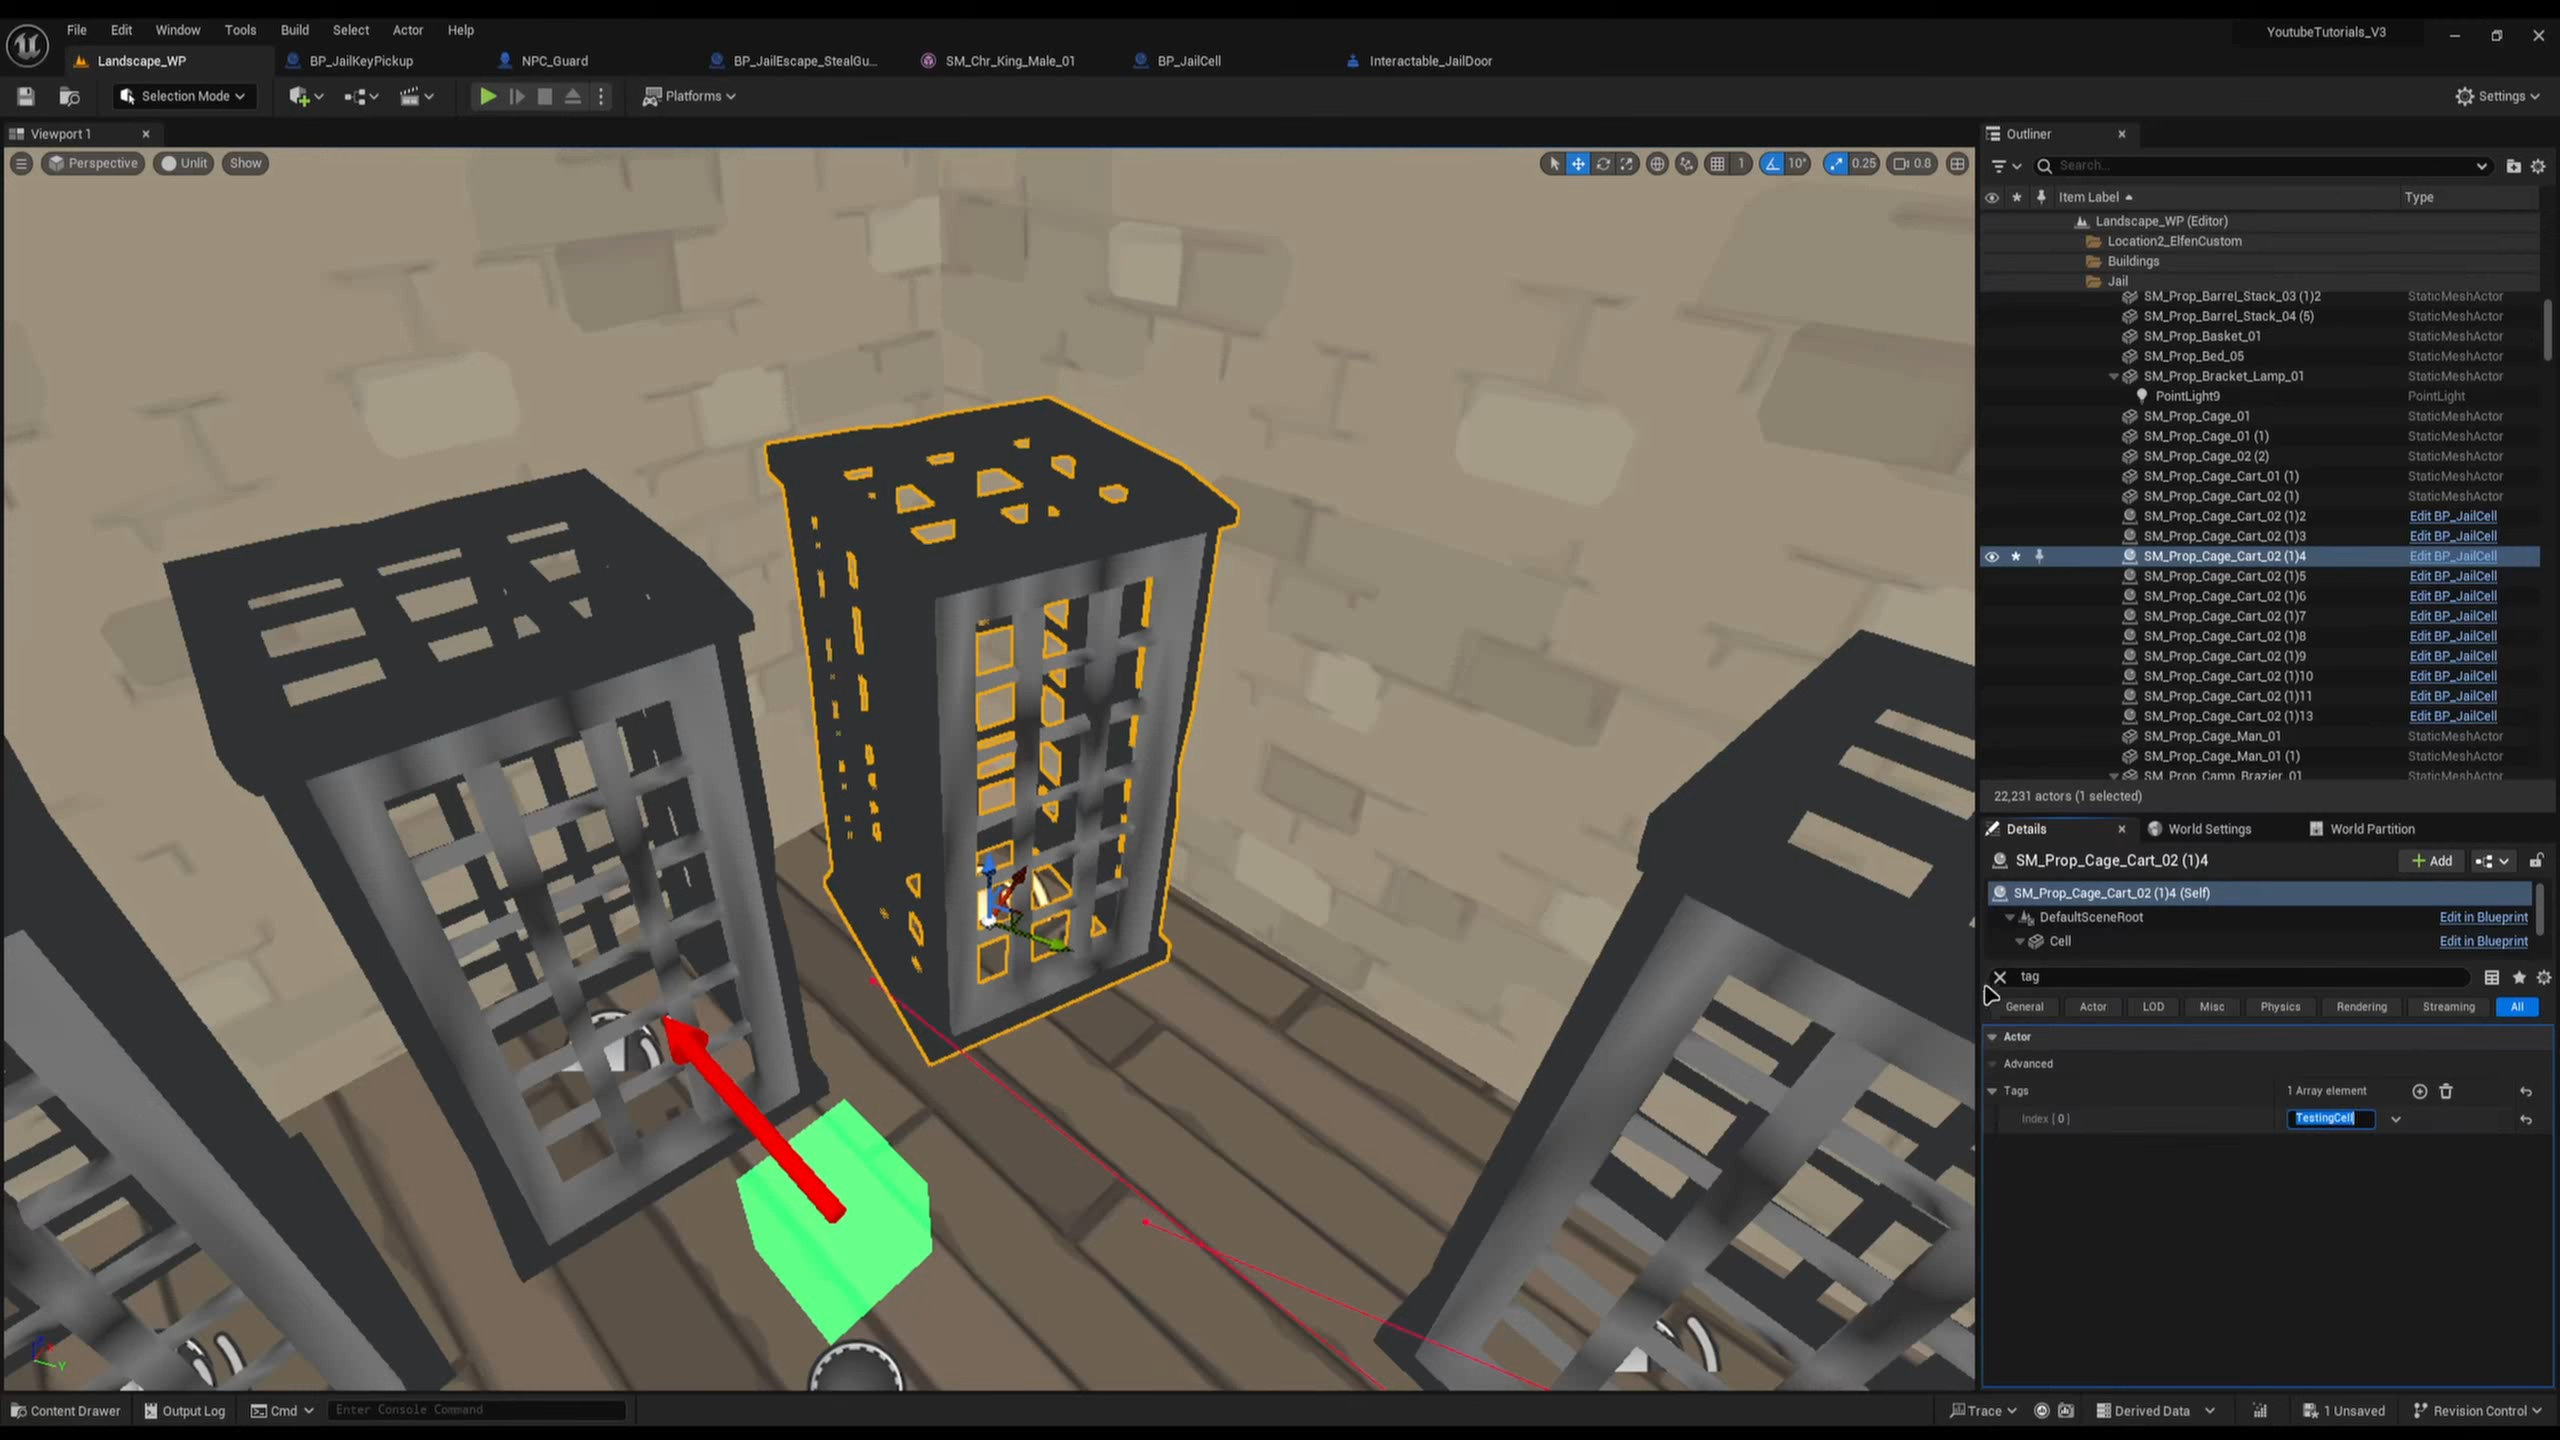 File Edit Window Tools Build Select Actor Help
YoutubeTutorials_V3
Landscape_WP BP_JailKeyPickup NPC_Guard BP_JailEscape_StealGu... SM_Chr_King_Male_01 BP_JailCell Interactable_JailDoor
Selection Mode Platforms Settings
Viewport 1
Perspective Unlit Show
1 10° 0.25 0.8
Outliner
Search...
Item Label Type
Landscape_WP (Editor)
Location2_ElfenCustom
Buildings
Jail
SM_Prop_Barrel_Stack_03 (1)2 StaticMeshActor
SM_Prop_Barrel_Stack_04 (5) StaticMeshActor
SM_Prop_Basket_01 StaticMeshActor
SM_Prop_Bed_05 StaticMeshActor
SM_Prop_Bracket_Lamp_01 StaticMeshActor
PointLight9 PointLight
SM_Prop_Cage_01 StaticMeshActor
SM_Prop_Cage_01 (1) StaticMeshActor
SM_Prop_Cage_02 (2) StaticMeshActor
SM_Prop_Cage_Cart_01 (1) StaticMeshActor
SM_Prop_Cage_Cart_02 (1) StaticMeshActor
SM_Prop_Cage_Cart_02 (1)2 Edit BP_JailCell
SM_Prop_Cage_Cart_02 (1)3 Edit BP_JailCell
SM_Prop_Cage_Cart_02 (1)4 Edit BP_JailCell
SM_Prop_Cage_Cart_02 (1)5 Edit BP_JailCell
SM_Prop_Cage_Cart_02 (1)6 Edit BP_JailCell
SM_Prop_Cage_Cart_02 (1)7 Edit BP_JailCell
SM_Prop_Cage_Cart_02 (1)8 Edit BP_JailCell
SM_Prop_Cage_Cart_02 (1)9 Edit BP_JailCell
SM_Prop_Cage_Cart_02 (1)10 Edit BP_JailCell
SM_Prop_Cage_Cart_02 (1)11 Edit BP_JailCell
SM_Prop_Cage_Cart_02 (1)13 Edit BP_JailCell
SM_Prop_Cage_Man_01 StaticMeshActor
SM_Prop_Cage_Man_01 (1) StaticMeshActor
SM_Prop_Camp_Brazier_01 StaticMeshActor
22,231 actors (1 selected)
Details World Settings World Partition
SM_Prop_Cage_Cart_02 (1)4 Add
SM_Prop_Cage_Cart_02 (1)4 (Self)
DefaultSceneRoot Edit in Blueprint
Cell Edit in Blueprint
tag
General Actor LOD Misc Physics Rendering Streaming All
Actor
Advanced
Tags 1 Array element
Index [ 0 ] TestingCell
X Y
Content Drawer Output Log Cmd Enter Console Command Trace Derived Data 1 Unsaved Revision Control